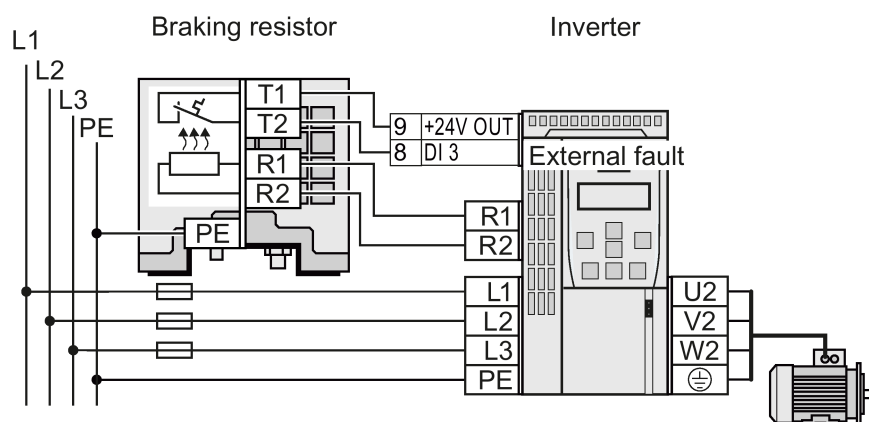 Braking resistor
Inverter
L1
L2
L3
PE
T1
T2
R1
R2
PE
9 +24V OUT
8 DI 3
External fault
R1
R2
L1
L2
L3
PE
U2
V2
W2